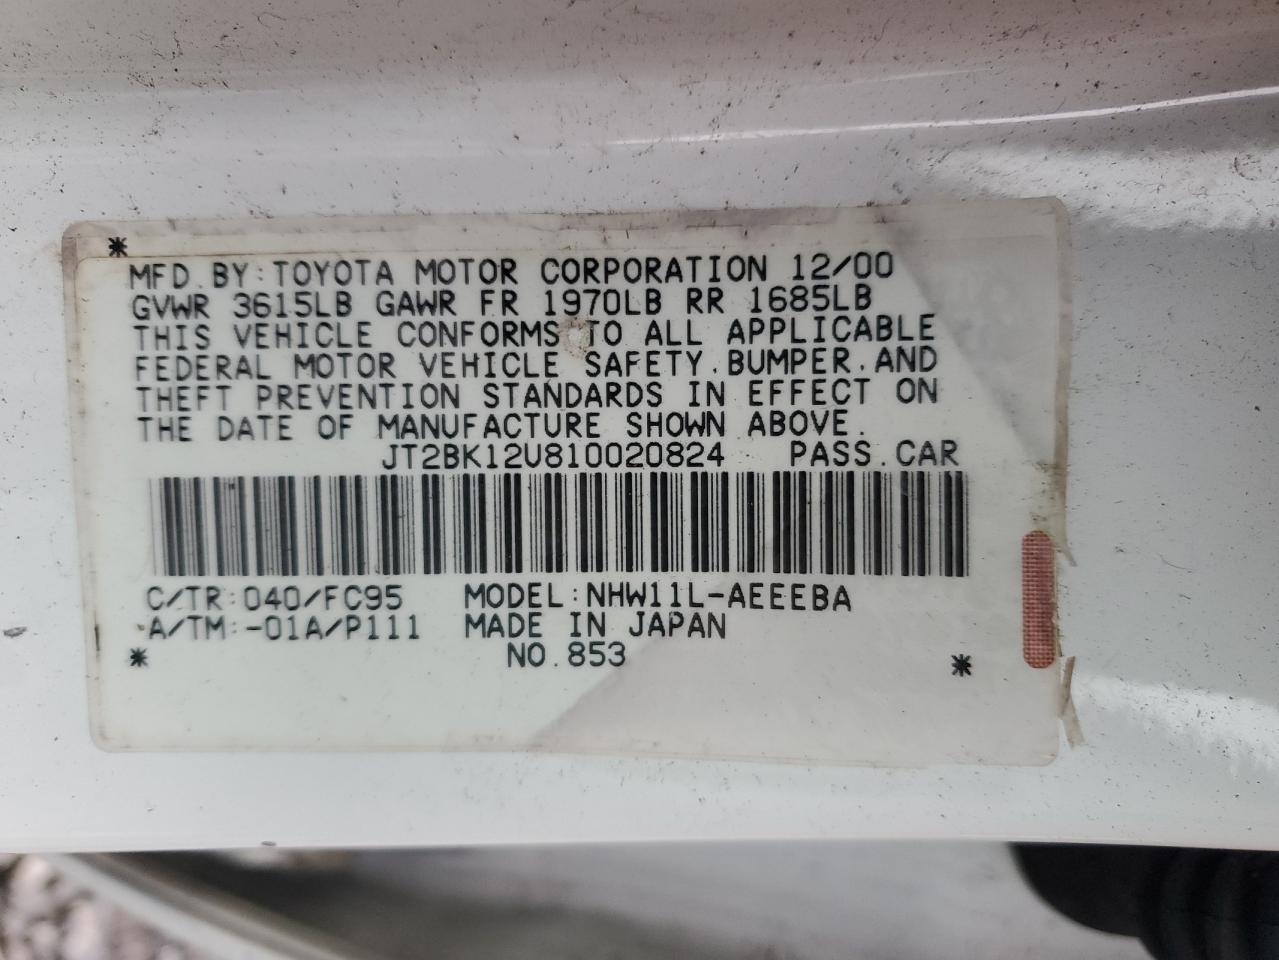 *
MFD.BY:TOYOTA MOTOR CORPORATION 12/00
GVWR 3615LB GAWR FR 1970LB RR 1685LB
THIS VEHICLE CONFORMS TO ALL APPLICABLE
FEDERAL MOTOR VEHICLE SAFETY.BUMPER.AND
THEFT PREVENTION STANDARDS IN EFFECT ON
THE DATE OF MANUFACTURE SHOWN ABOVE.
JT2BK12U810020824 PASS.CAR
C/TR:040/FC95 MODEL:NHW11L-AEEEBA
A/TM:-01A/P111 MADE IN JAPAN
* NO.853 *